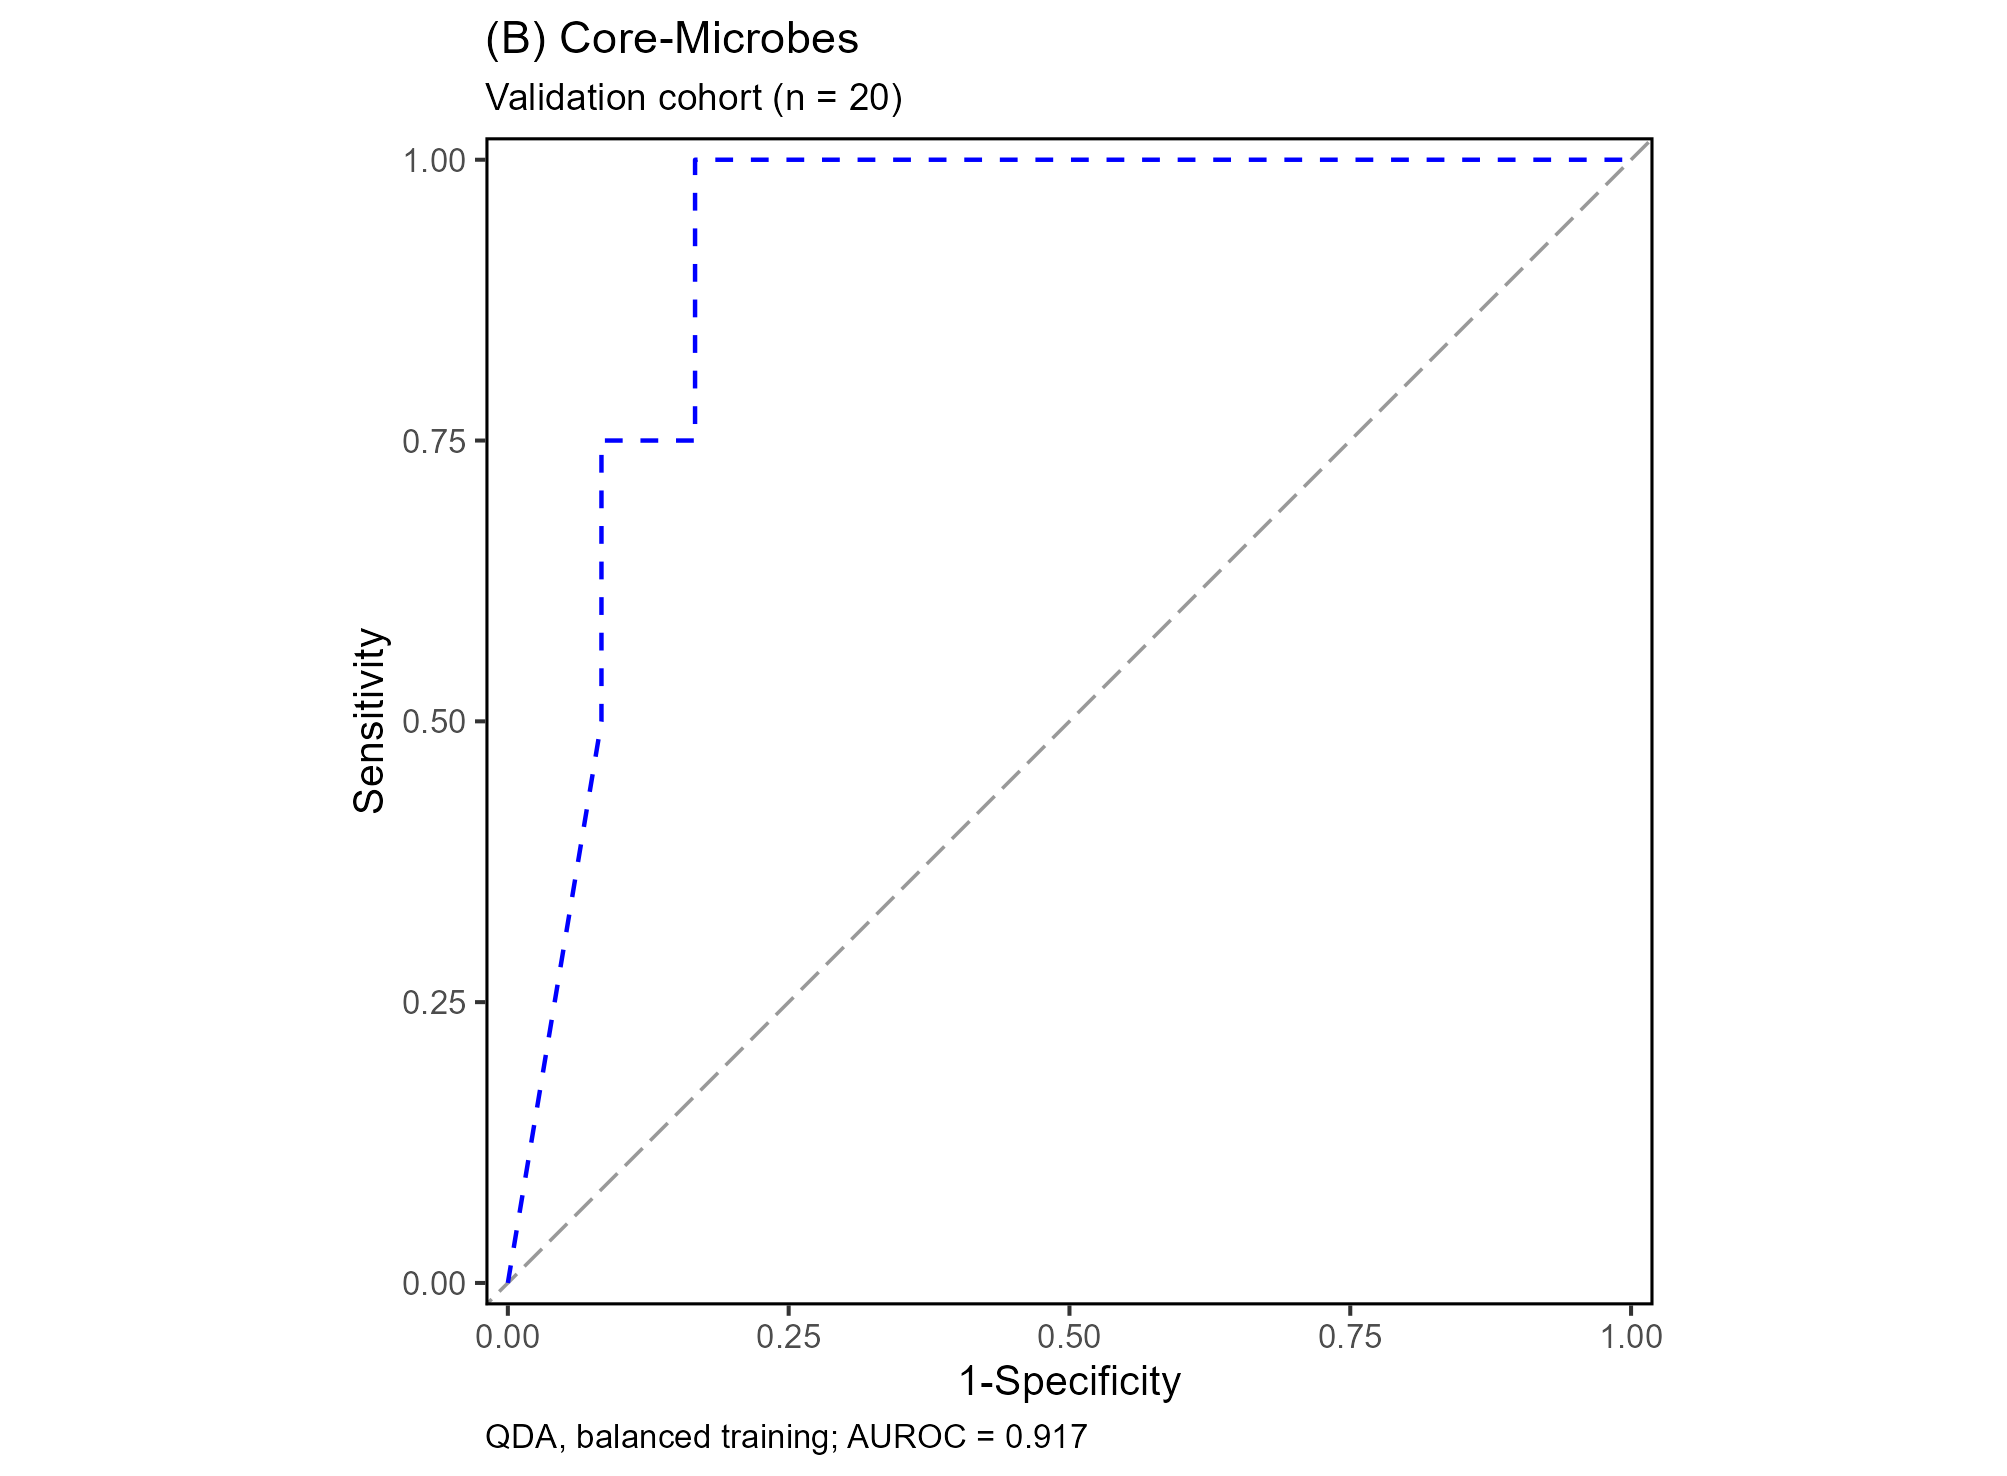 (B) Core-Microbes
Validation cohort (n = 20)
1.00
0.75
0.50
0.25
0.00
Sensitivity
0.00 0.25 0.50 0.75 1.00
1-Specificity
QDA, balanced training; AUROC = 0.917